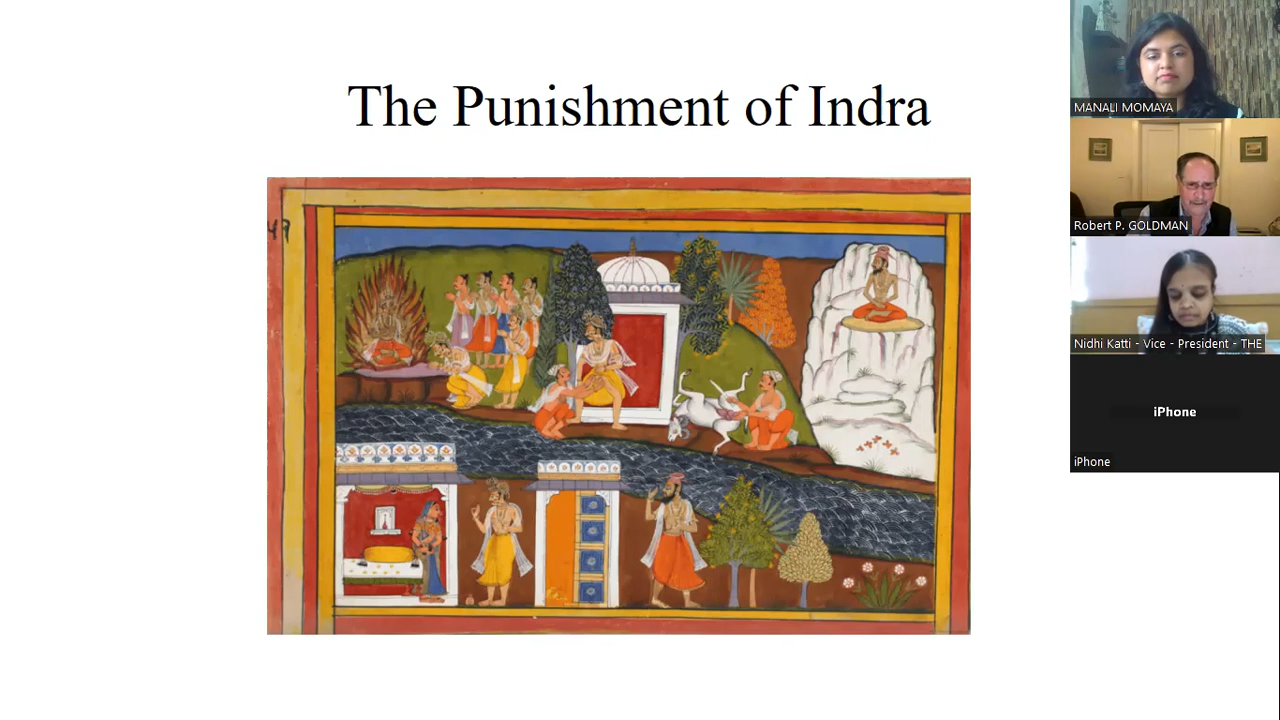 The Punishment of Indra
MANALI MOMAYA
Robert P. GOLDMAN
Nidhi Katti - Vice - President - THE
iPhone
iPhone